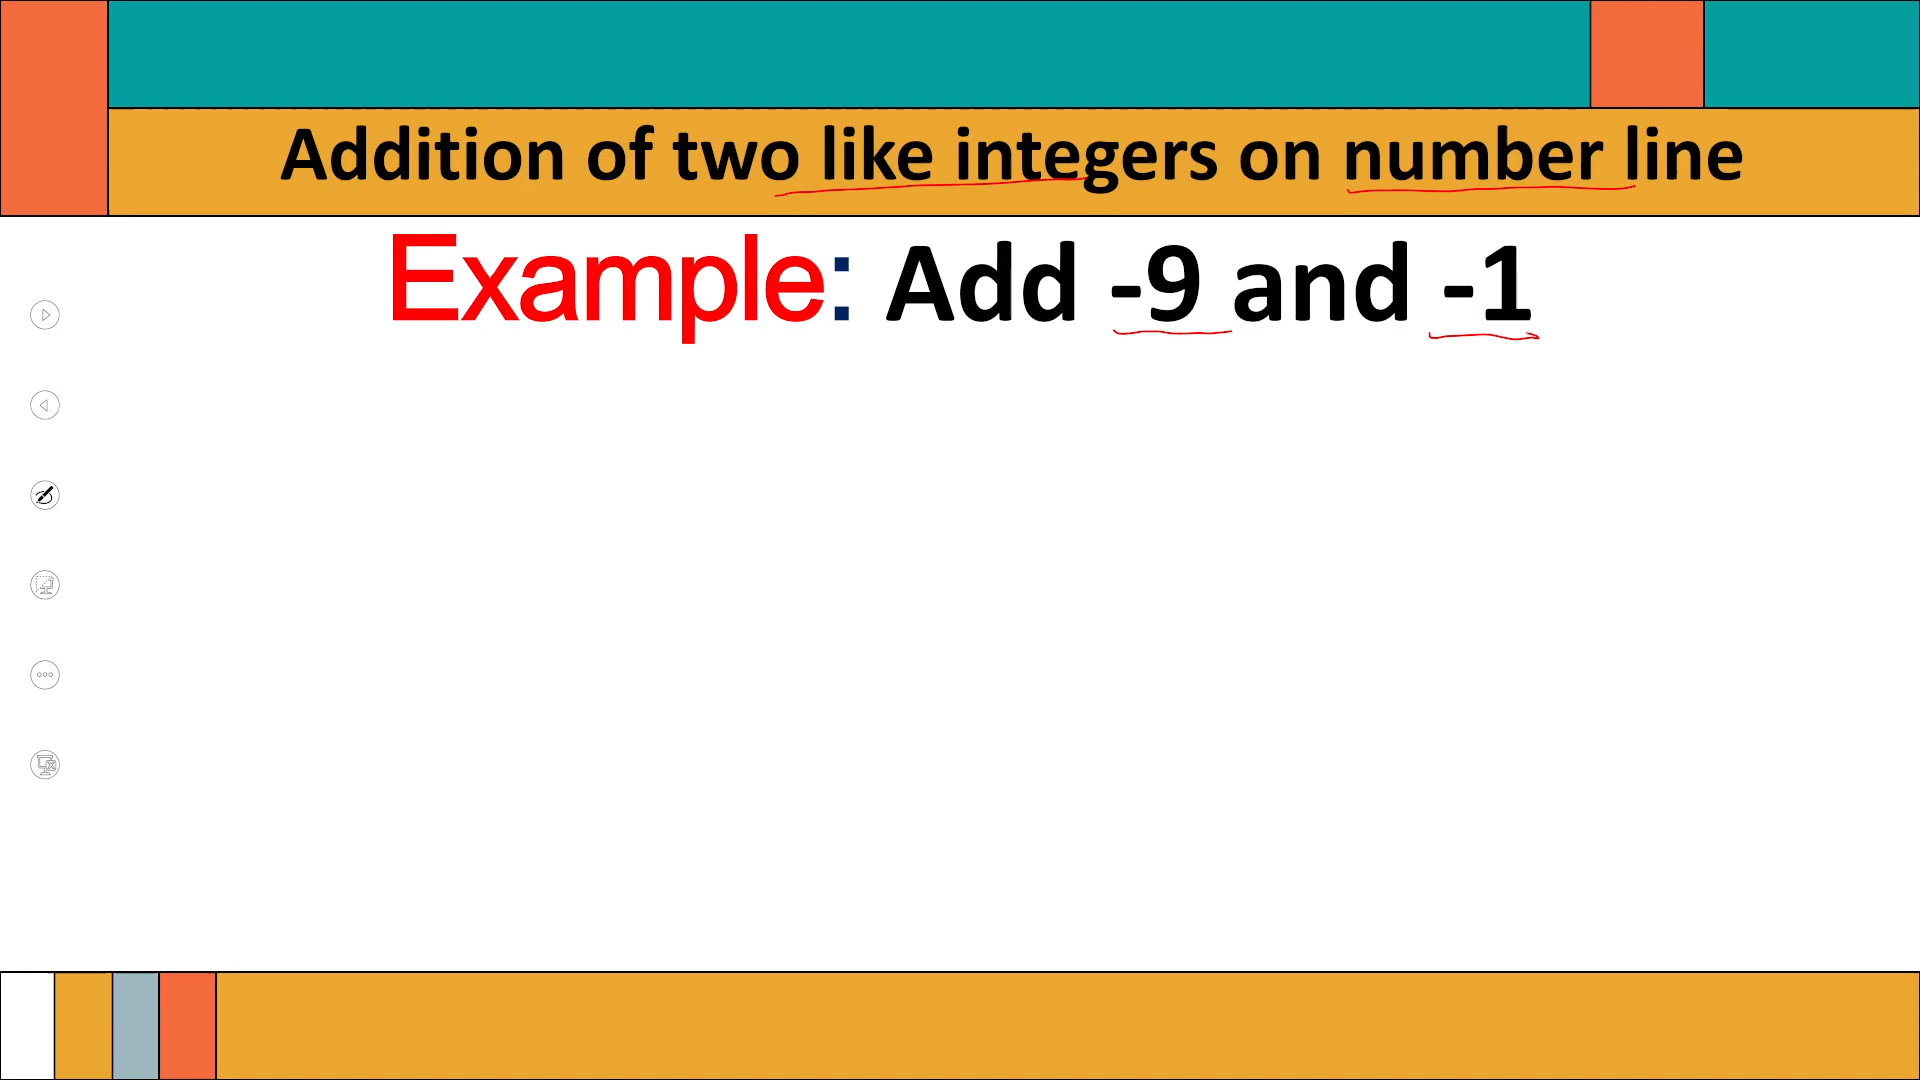 Addition of two like integers on number line
Example: Add -9 and -1